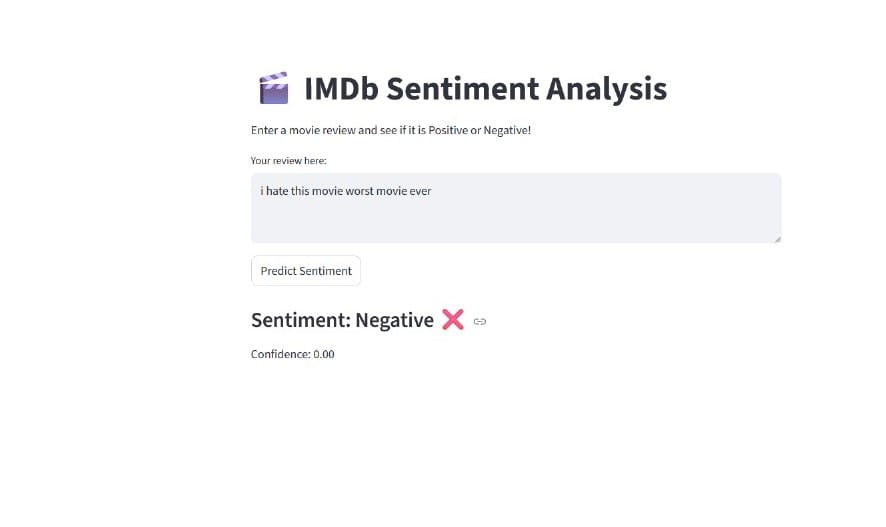 IMDb Sentiment Analysis
Enter a movie review and see if it is Positive or Negative!
Your review here:
i hate this movie worst movie ever
Predict Sentiment
Sentiment: Negative ❌
Confidence: 0.00